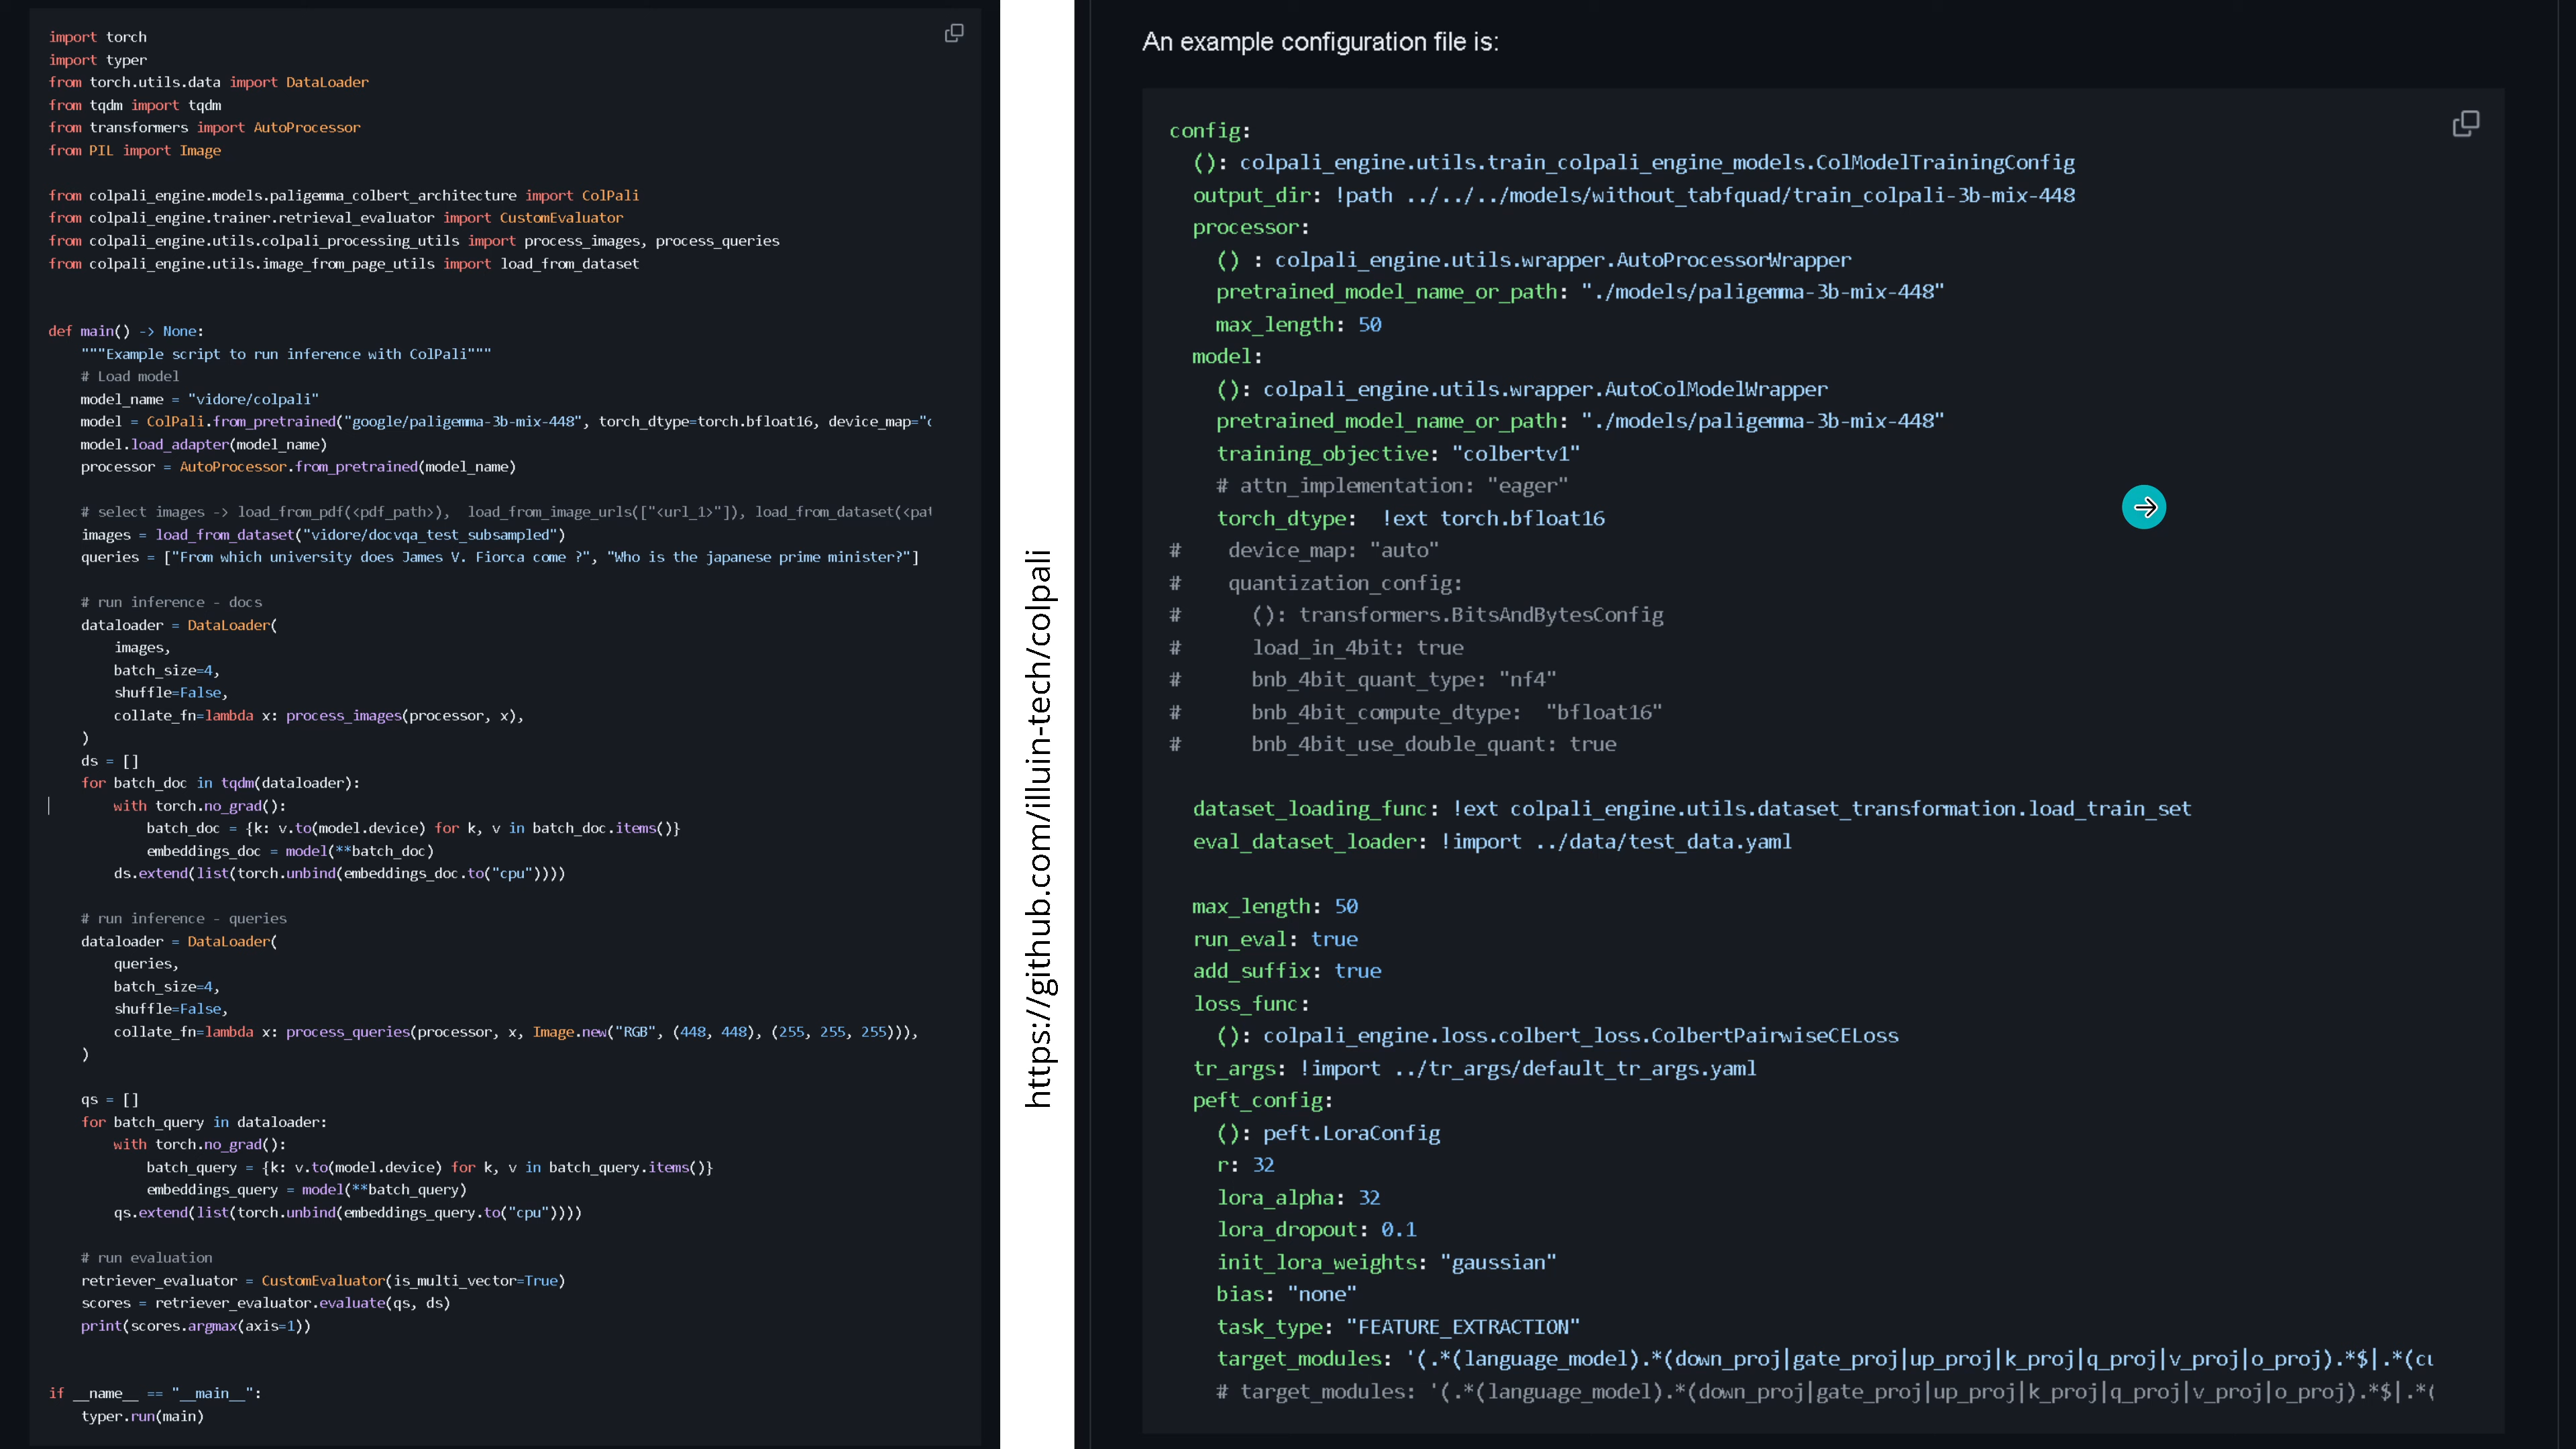 import torch
import typer
from torch.utils.data import DataLoader
from tqdm import tqdm
from transformers import AutoProcessor
from PIL import Image

from colpali_engine.models.paligemma_colbert_architecture import ColPali
from colpali_engine.trainer.retrieval_evaluator import CustomEvaluator
from colpali_engine.utils.colpali_processing_utils import process_images, process_queries
from colpali_engine.utils.image_from_page_utils import load_from_dataset

def main() -> None:
    """Example script to run inference with ColPali"""
    # Load model
    model_name = "vidore/colpali"
    model = ColPali.from_pretrained("google/paligemma-3b-mix-448", torch_dtype=torch.bfloat16, device_map="c
    model.load_adapter(model_name)
    processor = AutoProcessor.from_pretrained(model_name)

    # select images -> load_from_pdf(<pdf_path>),  load_from_image_urls(["<url_1>"]), load_from_dataset(<pat
    images = load_from_dataset("vidore/docvqa_test_subsampled")
    queries = ["From which university does James V. Fiorca come ?", "Who is the japanese prime minister?"]

    # run inference - docs
    dataloader = DataLoader(
        images,
        batch_size=4,
        shuffle=False,
        collate_fn=lambda x: process_images(processor, x),
    )
    ds = []
    for batch_doc in tqdm(dataloader):
        with torch.no_grad():
            batch_doc = {k: v.to(model.device) for k, v in batch_doc.items()}
            embeddings_doc = model(**batch_doc)
        ds.extend(list(torch.unbind(embeddings_doc.to("cpu"))))

    # run inference - queries
    dataloader = DataLoader(
        queries,
        batch_size=4,
        shuffle=False,
        collate_fn=lambda x: process_queries(processor, x, Image.new("RGB", (448, 448), (255, 255, 255))),
    )

    qs = []
    for batch_query in dataloader:
        with torch.no_grad():
            batch_query = {k: v.to(model.device) for k, v in batch_query.items()}
            embeddings_query = model(**batch_query)
        qs.extend(list(torch.unbind(embeddings_query.to("cpu"))))

    # run evaluation
    retriever_evaluator = CustomEvaluator(is_multi_vector=True)
    scores = retriever_evaluator.evaluate(qs, ds)
    print(scores.argmax(axis=1))

if __name__ == "__main__":
    typer.run(main)
https://github.com/illuin-tech/colpali
An example configuration file is:
config:
  (): colpali_engine.utils.train_colpali_engine_models.ColModelTrainingConfig
  output_dir: !path ../../../models/without_tabfquad/train_colpali-3b-mix-448
  processor:
    () : colpali_engine.utils.wrapper.AutoProcessorWrapper
    pretrained_model_name_or_path: "./models/paligemma-3b-mix-448"
    max_length: 50
  model:
    (): colpali_engine.utils.wrapper.AutoColModelWrapper
    pretrained_model_name_or_path: "./models/paligemma-3b-mix-448"
    training_objective: "colbertv1"
    # attn_implementation: "eager"
    torch_dtype:  !ext torch.bfloat16
#    device_map: "auto"
#    quantization_config:
#      (): transformers.BitsAndBytesConfig
#      load_in_4bit: true
#      bnb_4bit_quant_type: "nf4"
#      bnb_4bit_compute_dtype:  "bfloat16"
#      bnb_4bit_use_double_quant: true

  dataset_loading_func: !ext colpali_engine.utils.dataset_transformation.load_train_set
  eval_dataset_loader: !import ../data/test_data.yaml

  max_length: 50
  run_eval: true
  add_suffix: true
  loss_func:
    (): colpali_engine.loss.colbert_loss.ColbertPairwiseCELoss
  tr_args: !import ../tr_args/default_tr_args.yaml
  peft_config:
    (): peft.LoraConfig
    r: 32
    lora_alpha: 32
    lora_dropout: 0.1
    init_lora_weights: "gaussian"
    bias: "none"
    task_type: "FEATURE_EXTRACTION"
    target_modules: '(.*(language_model).*(down_proj|gate_proj|up_proj|k_proj|q_proj|v_proj|o_proj).*$|.*(cu
    # target_modules: '(.*(language_model).*(down_proj|gate_proj|up_proj|k_proj|q_proj|v_proj|o_proj).*$|.*(